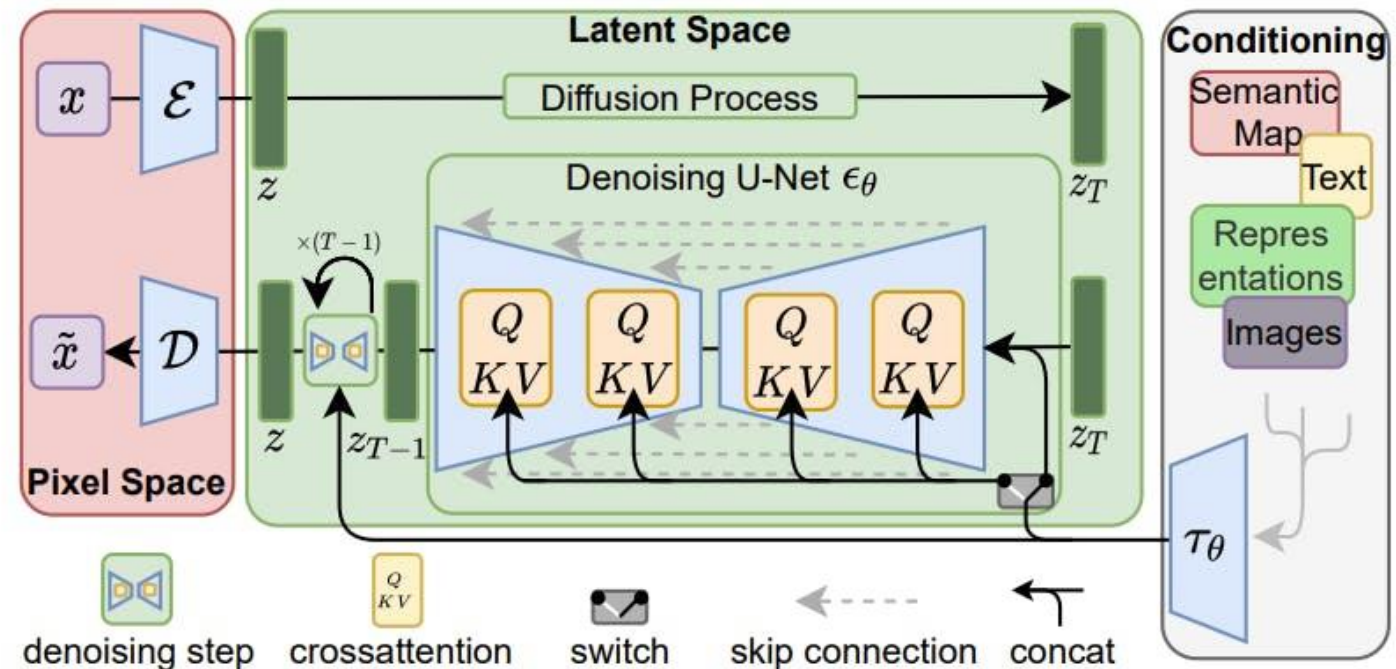 Latent Space
Conditioning
x
ℰ
Diffusion Process
Semantic
Map
z
Denoising U-Net ϵ_θ
z_T
Text
×(T − 1)
Repres
entations
Q
KV
Q
KV
Q
KV
Q
KV
Images
x̃
𝒟
z
z_{T−1}
z_T
Pixel Space
τ_θ
Q
KV
denoising step
crossattention
switch
skip connection
concat